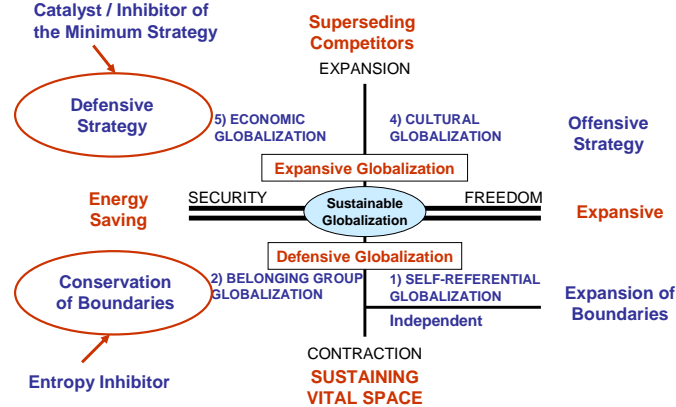 Catalyst / Inhibitor of
the Minimum Strategy
Superseding
Competitors
EXPANSION
Defensive
Strategy
5) ECONOMIC
GLOBALIZATION
4) CULTURAL
GLOBALIZATION
Offensive
Strategy
Expansive Globalization
Energy
Saving
SECURITY
Sustainable
Globalization
FREEDOM
Expansive
Defensive Globalization
Conservation
of Boundaries
2) BELONGING GROUP
GLOBALIZATION
1) SELF-REFERENTIAL
GLOBALIZATION
Independent
Expansion of
Boundaries
CONTRACTION
Entropy Inhibitor
SUSTAINING
VITAL SPACE